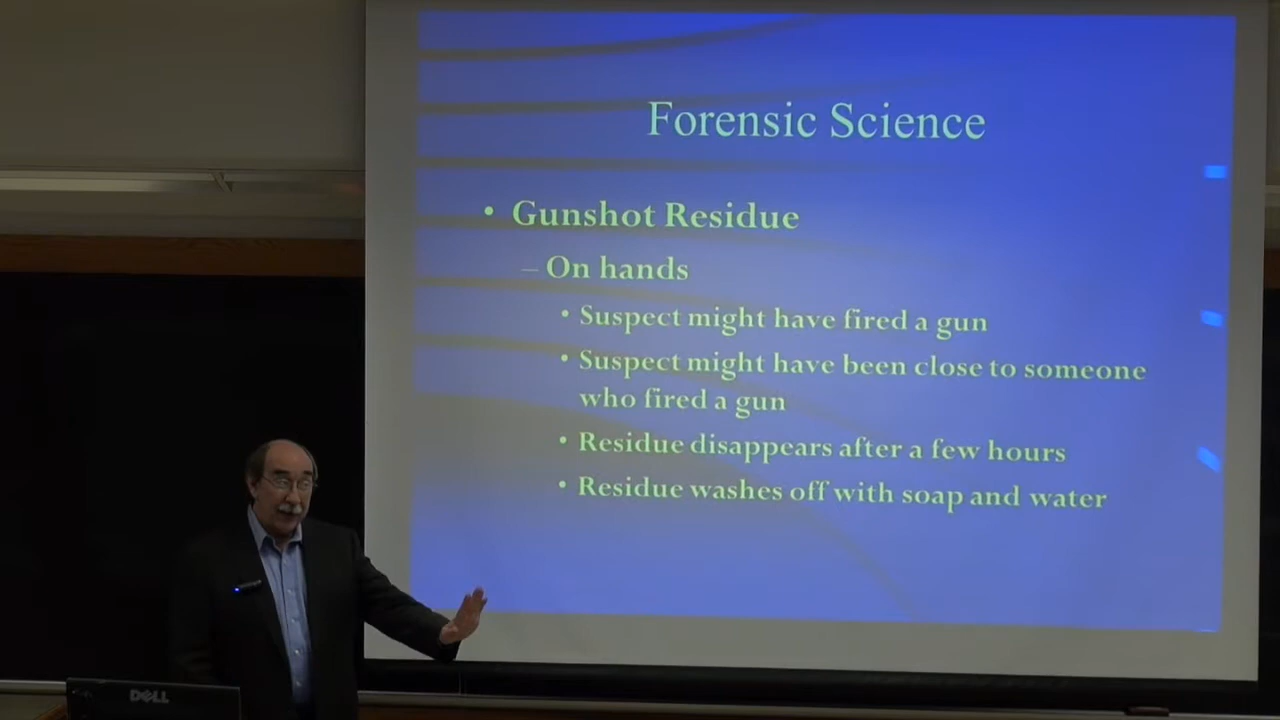 Forensic Science
• Gunshot Residue
– On hands
• Suspect might have fired a gun
• Suspect might have been close to someone
who fired a gun
• Residue disappears after a few hours
• Residue washes off with soap and water
DELL